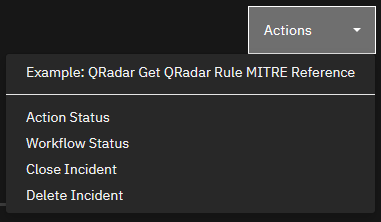 Actions
Example: QRadar Get QRadar Rule MITRE Reference
Action Status
Workflow Status
Close Incident
Delete Incident